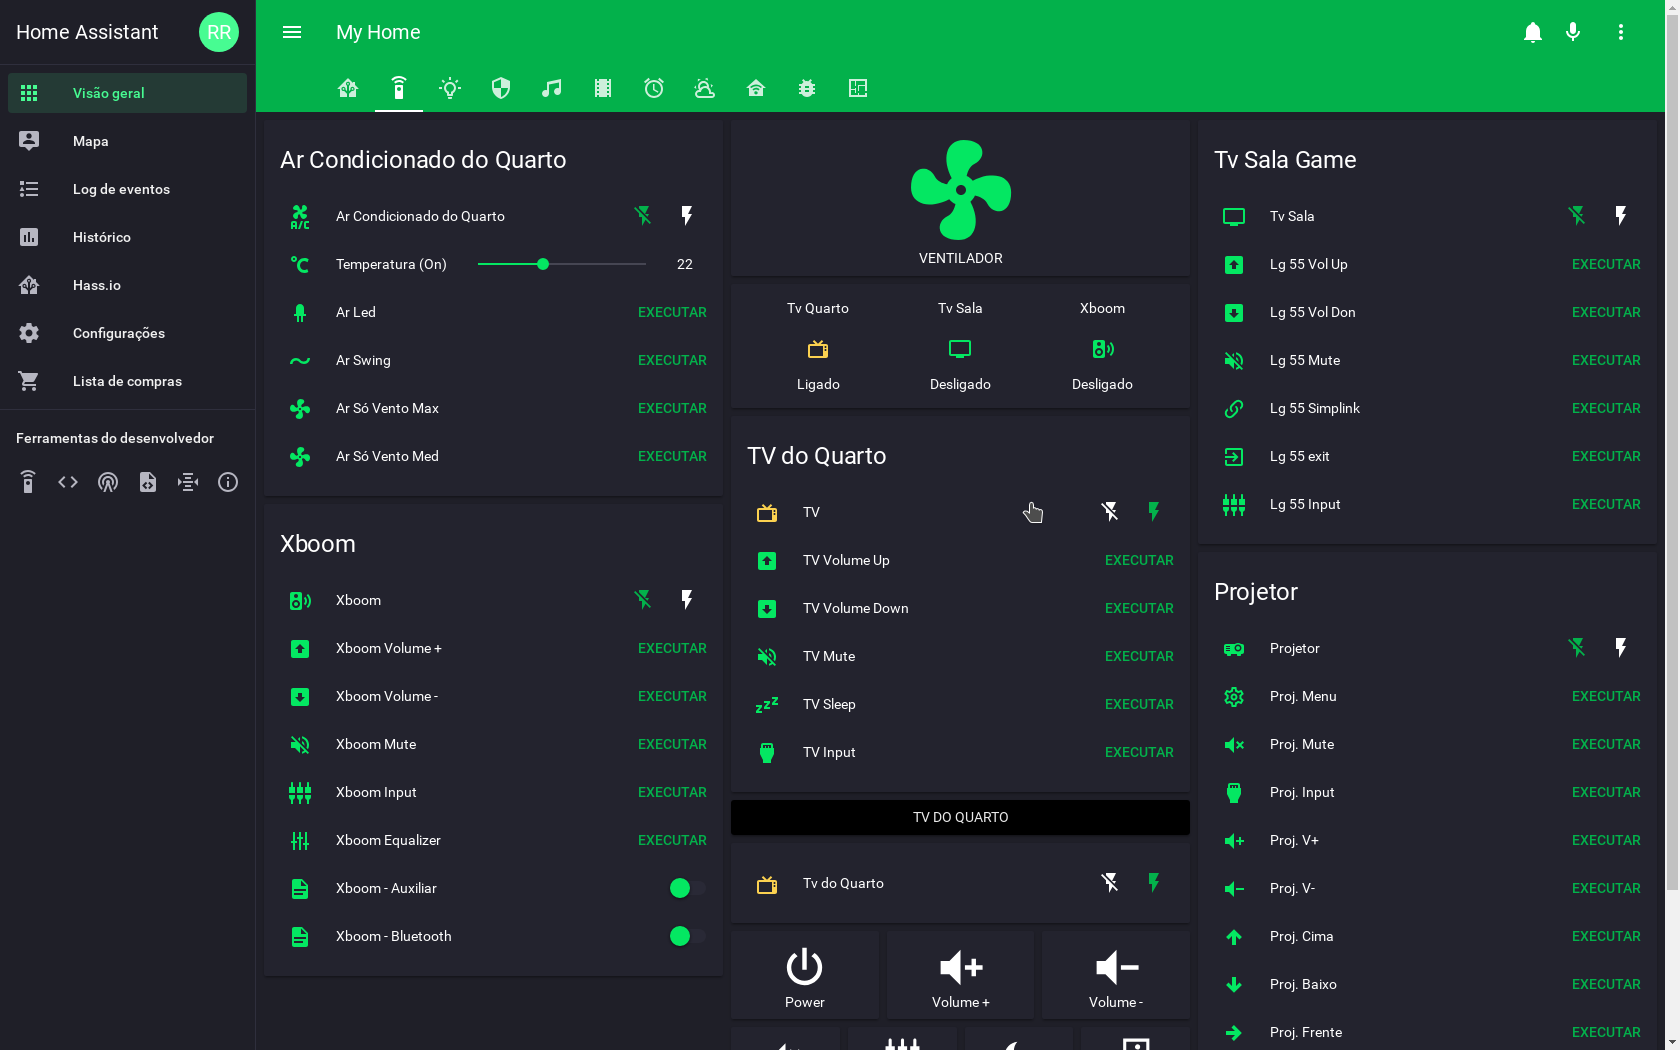 Home Assistant
RR
Visão geral
Mapa
Log de eventos
Histórico
Hass.io
Configurações
Lista de compras
Ferramentas do desenvolvedor
My Home
Ar Condicionado do Quarto
A/C
Ar Condicionado do Quarto
Temperatura (On) 22
Ar Led EXECUTAR
Ar Swing EXECUTAR
Ar Só Vento Max EXECUTAR
Ar Só Vento Med EXECUTAR
Xboom
Xboom
Xboom Volume + EXECUTAR
Xboom Volume - EXECUTAR
Xboom Mute EXECUTAR
Xboom Input EXECUTAR
Xboom Equalizer EXECUTAR
Xboom - Auxiliar
Xboom - Bluetooth
VENTILADOR
Tv Quarto Tv Sala Xboom
Ligado Desligado Desligado
TV do Quarto
TV
TV Volume Up EXECUTAR
TV Volume Down EXECUTAR
TV Mute EXECUTAR
TV Sleep EXECUTAR
TV Input EXECUTAR
TV DO QUARTO
Tv do Quarto
Power Volume + Volume -
Tv Sala Game
Tv Sala
Lg 55 Vol Up EXECUTAR
Lg 55 Vol Don EXECUTAR
Lg 55 Mute EXECUTAR
Lg 55 Simplink EXECUTAR
Lg 55 exit EXECUTAR
Lg 55 Input EXECUTAR
Projetor
Projetor
Proj. Menu EXECUTAR
Proj. Mute EXECUTAR
Proj. Input EXECUTAR
Proj. V+ EXECUTAR
Proj. V- EXECUTAR
Proj. Cima EXECUTAR
Proj. Baixo EXECUTAR
Proj. Frente EXECUTAR